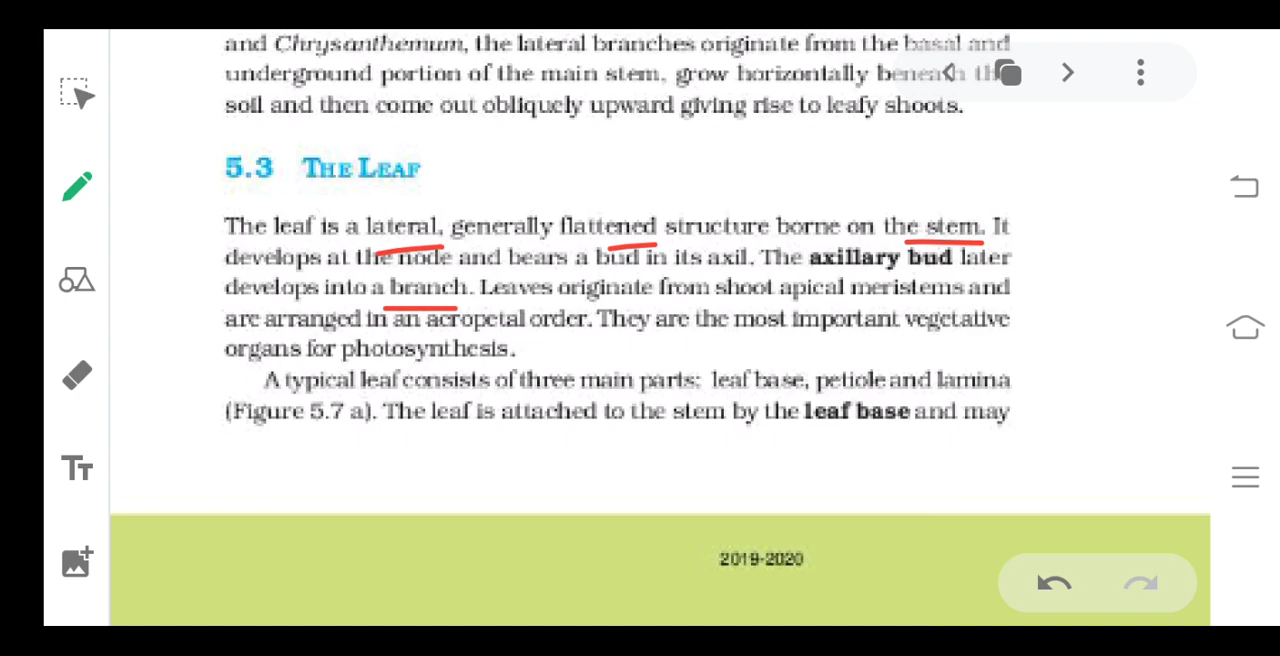 and Chrysanthemum, the lateral branches originate from the basal and
underground portion of the main stem, grow horizontally beneath the
soil and then come out obliquely upward giving rise to leafy shoots.
5.3 THE LEAF
The leaf is a lateral, generally flattened structure borne on the stem. It
develops at the node and bears a bud in its axil. The axillary bud later
develops into a branch. Leaves originate from shoot apical meristems and
are arranged in an acropetal order. They are the most important vegetative
organs for photosynthesis.
A typical leaf consists of three main parts: leaf base, petiole and lamina
(Figure 5.7 a). The leaf is attached to the stem by the leaf base and may
2019-2020
TT